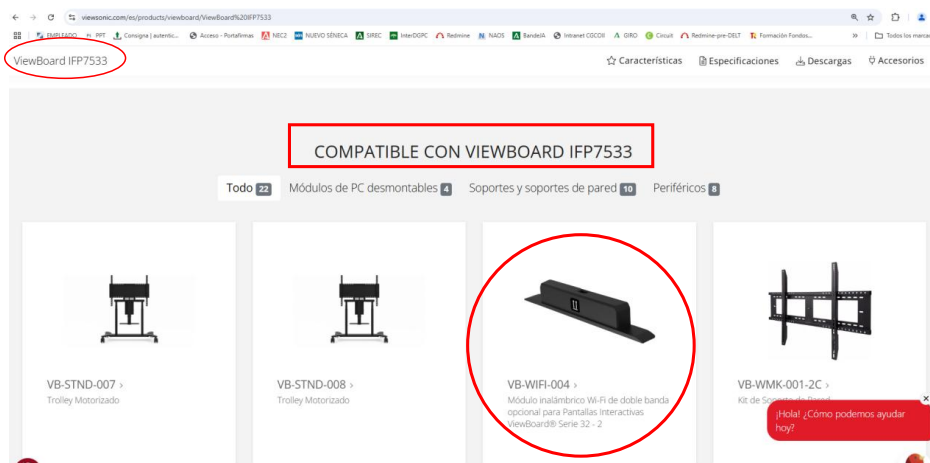 viewsonic.com/es/products/viewboard/ViewBoard%20IFP7533
EMPLEADO PPT Consigna | autentic... Acceso - Portafirmas NEC2 NUEVO SÉNECA SIREC InterDGPC Redmine NAOS BandeJA Intranet CGCOII GIRO Circuit Redmine-pre-DELT Formación Fondos... » Todos los marca
ViewBoard IFP7533 Características Especificaciones Descargas Accesorios
COMPATIBLE CON VIEWBOARD IFP7533
Todo 22 Módulos de PC desmontables 4 Soportes y soportes de pared 10 Periféricos 8
VB-STND-007 ›
Trolley Motorizado
VB-STND-008 ›
Trolley Motorizado
VB-WIFI-004 ›
Módulo inalámbrico Wi-Fi de doble banda
opcional para Pantallas Interactivas
ViewBoard® Serie 32 - 2
VB-WMK-001-2C ›
Kit de Soporte de Pared
¡Hola! ¿Cómo podemos ayudar
hoy?